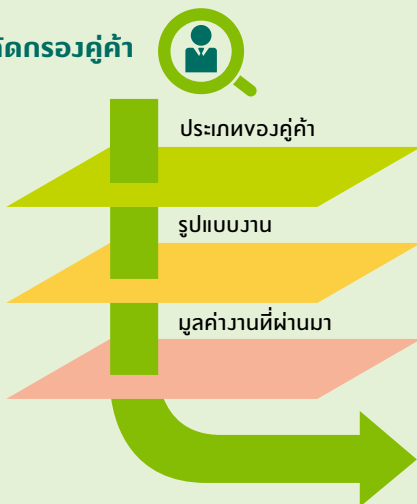 คัดกรองคู่ค้า
ประเภทของคู่ค้า
รูปแบบงาน
มูลค่างานที่ผ่านมา